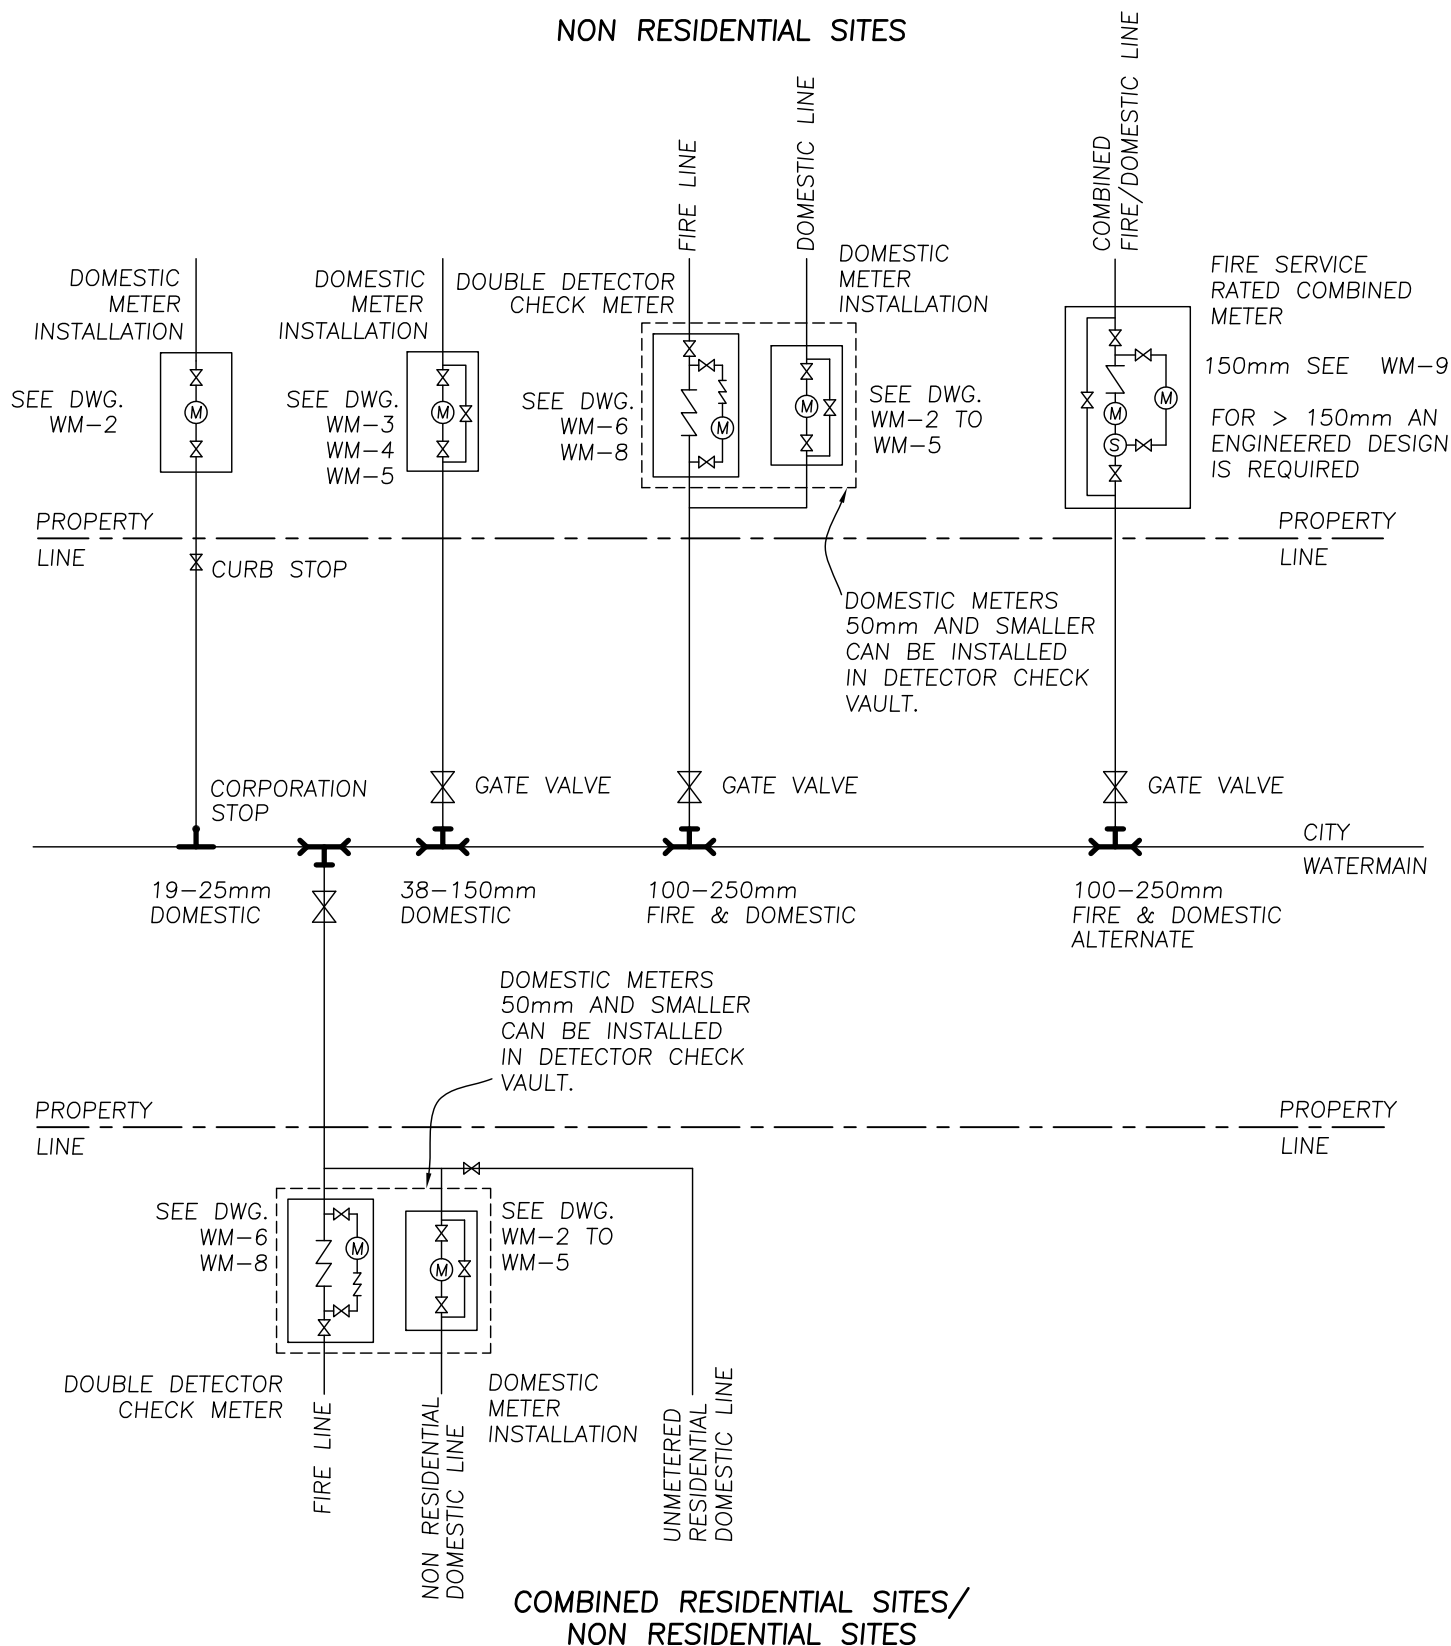 NON RESIDENTIAL SITES
FIRE LINE
DOMESTIC LINE
COMBINED
FIRE/DOMESTIC LINE
DOMESTIC
METER
INSTALLATION
SEE DWG.
WM-2
M
DOMESTIC
METER
INSTALLATION
SEE DWG.
WM-3
WM-4
WM-5
M
DOUBLE DETECTOR
CHECK METER
SEE DWG.
WM-6
WM-8
M
DOMESTIC
METER
INSTALLATION
M
SEE DWG.
WM-2 TO
WM-5
M
M
S
FIRE SERVICE
RATED COMBINED
METER
150mm SEE WM-9
FOR > 150mm AN
ENGINEERED DESIGN
IS REQUIRED
PROPERTY
LINE
PROPERTY
LINE
CURB STOP
DOMESTIC METERS
50mm AND SMALLER
CAN BE INSTALLED
IN DETECTOR CHECK
VAULT.
CORPORATION
STOP
GATE VALVE
GATE VALVE
GATE VALVE
CITY
WATERMAIN
19-25mm
DOMESTIC
38-150mm
DOMESTIC
100-250mm
FIRE & DOMESTIC
100-250mm
FIRE & DOMESTIC
ALTERNATE
DOMESTIC METERS
50mm AND SMALLER
CAN BE INSTALLED
IN DETECTOR CHECK
VAULT.
PROPERTY
LINE
PROPERTY
LINE
SEE DWG.
WM-6
WM-8
M
M
SEE DWG.
WM-2 TO
WM-5
DOUBLE DETECTOR
CHECK METER
FIRE LINE
NON RESIDENTIAL
DOMESTIC LINE
DOMESTIC
METER
INSTALLATION
UNMETERED
RESIDENTIAL
DOMESTIC LINE
COMBINED RESIDENTIAL SITES/
NON RESIDENTIAL SITES